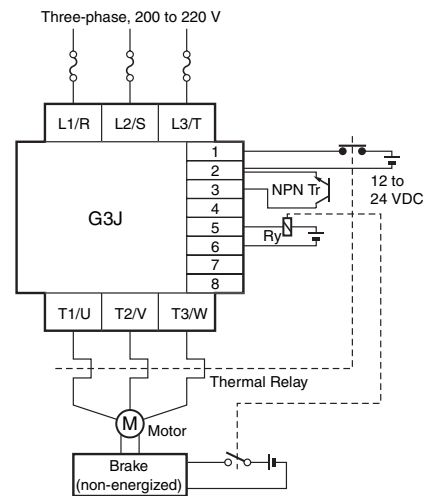 Three-phase, 200 to 220 V
L1/R L2/S L3/T
1
2
3
4
5
6
7
8
G3J
NPN Tr
12 to
24 VDC
Ry
T1/U T2/V T3/W
Thermal Relay
M
Motor
Brake
(non-energized)